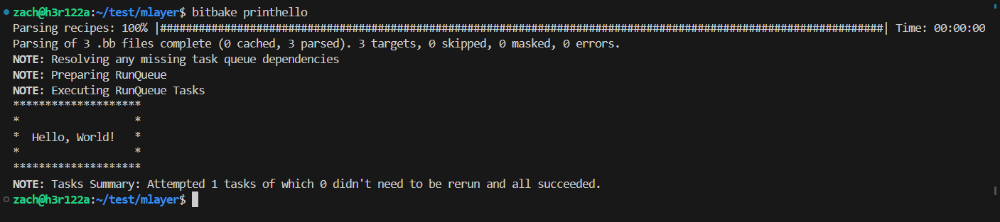 zach@h3r122a:~/test/mlayer$ bitbake printhello
Parsing recipes: 100% |#################################################################################################################| Time: 00:00:00
Parsing of 3 .bb files complete (0 cached, 3 parsed). 3 targets, 0 skipped, 0 masked, 0 errors.
NOTE: Resolving any missing task queue dependencies
NOTE: Preparing RunQueue
NOTE: Executing RunQueue Tasks
********************
*                  *
*  Hello, World!   *
*                  *
********************
NOTE: Tasks Summary: Attempted 1 tasks of which 0 didn't need to be rerun and all succeeded.
zach@h3r122a:~/test/mlayer$